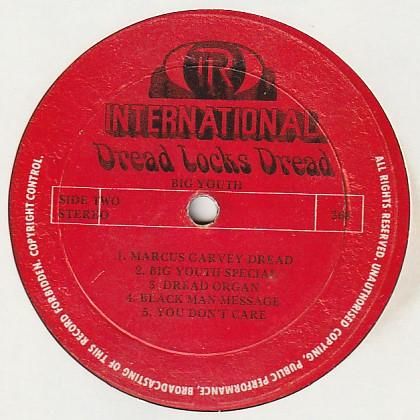 TR
INTERNATIONAL
Dread Locks Dread
BIG YOUTH
SIDE TWO
STEREO
1. MARCUS GARVEY DREAD
2. BIG YOUTH SPECIAL
3. DREAD ORGAN
4. BLACK MAN MESSAGE
5. YOU DON'T CARE
ALL RIGHTS RESERVED. UNAUTHORISED COPYING, PUBLIC PERFORMANCE, BROADCASTING OF THIS RECORD FORBIDDEN. COPYRIGHT CONTROL.